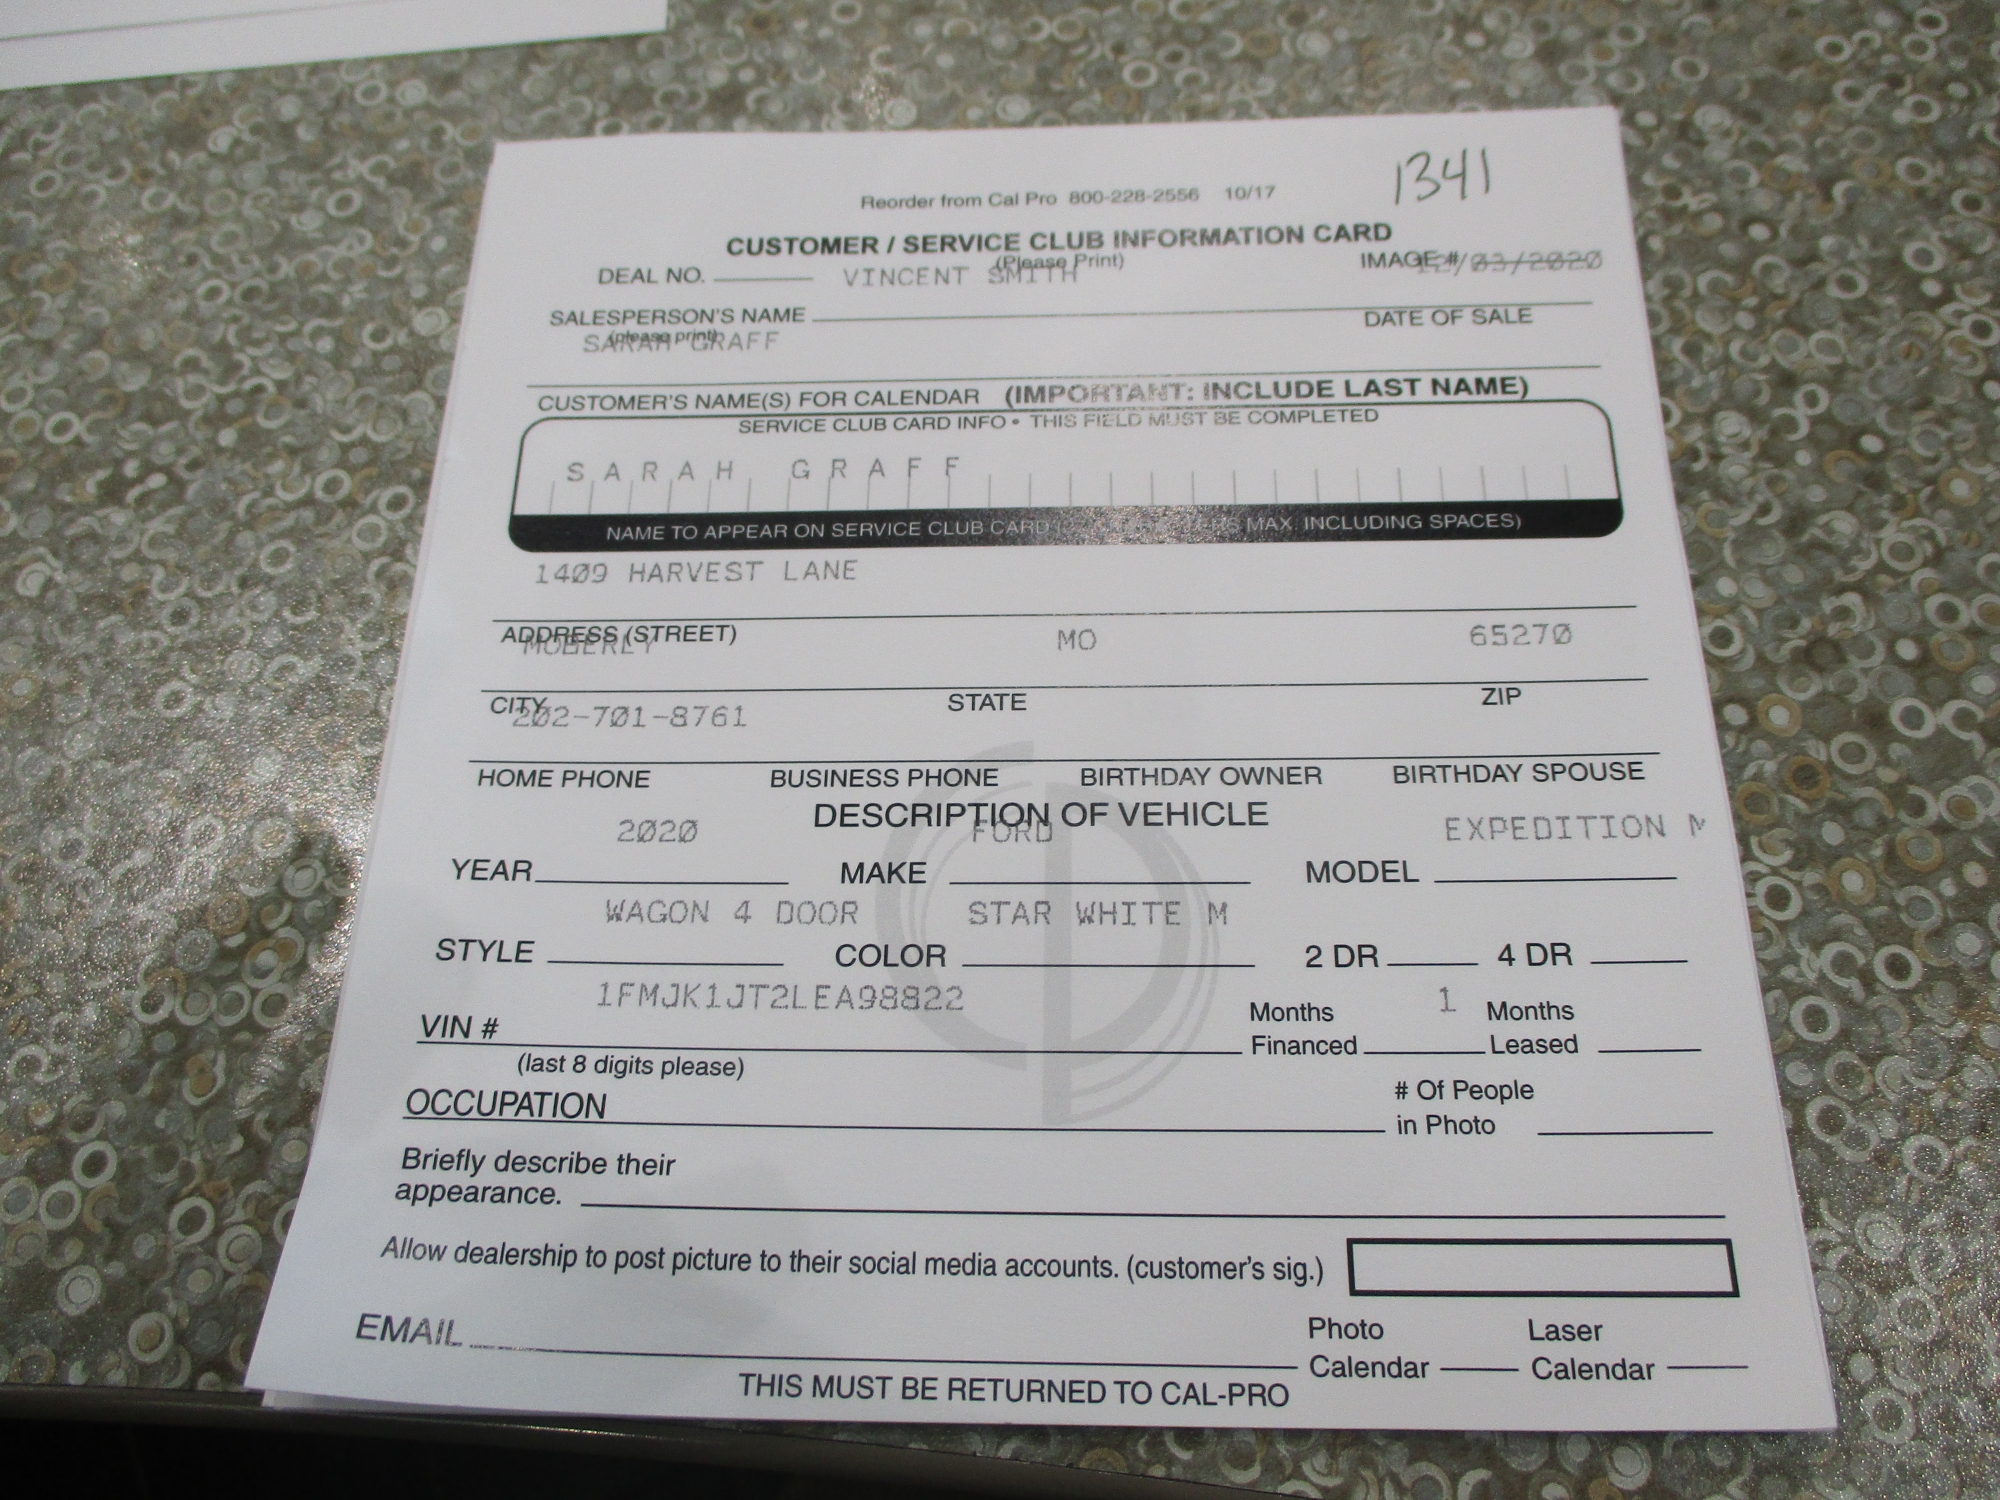 1341
Reorder from Cal Pro 800-228-2556 10/17
CUSTOMER / SERVICE CLUB INFORMATION CARD
(Please Print)
DEAL NO. VINCENT SMITH IMAGE # /03/2020
SALESPERSON'S NAME DATE OF SALE
(please print)
SARAH GRAFF
CUSTOMER'S NAME(S) FOR CALENDAR (IMPORTANT: INCLUDE LAST NAME)
SERVICE CLUB CARD INFO • THIS FIELD MUST BE COMPLETED
SARAH GRAFF
NAME TO APPEAR ON SERVICE CLUB CARD MAX. INCLUDING SPACES)
1409 HARVEST LANE
ADDRESS (STREET)
MOBERLY MO 65270
CITY STATE ZIP
202-701-8761
HOME PHONE BUSINESS PHONE BIRTHDAY OWNER BIRTHDAY SPOUSE
DESCRIPTION OF VEHICLE
2020 FORD EXPEDITION M
YEAR MAKE MODEL
WAGON 4 DOOR STAR WHITE M
STYLE COLOR 2 DR 4 DR
1FMJK1JT2LEA98822 1
VIN # Months Financed Months Leased
(last 8 digits please)
OCCUPATION # Of People in Photo
Briefly describe their
appearance.
Allow dealership to post picture to their social media accounts. (customer's sig.)
EMAIL Photo Calendar Laser Calendar
THIS MUST BE RETURNED TO CAL-PRO